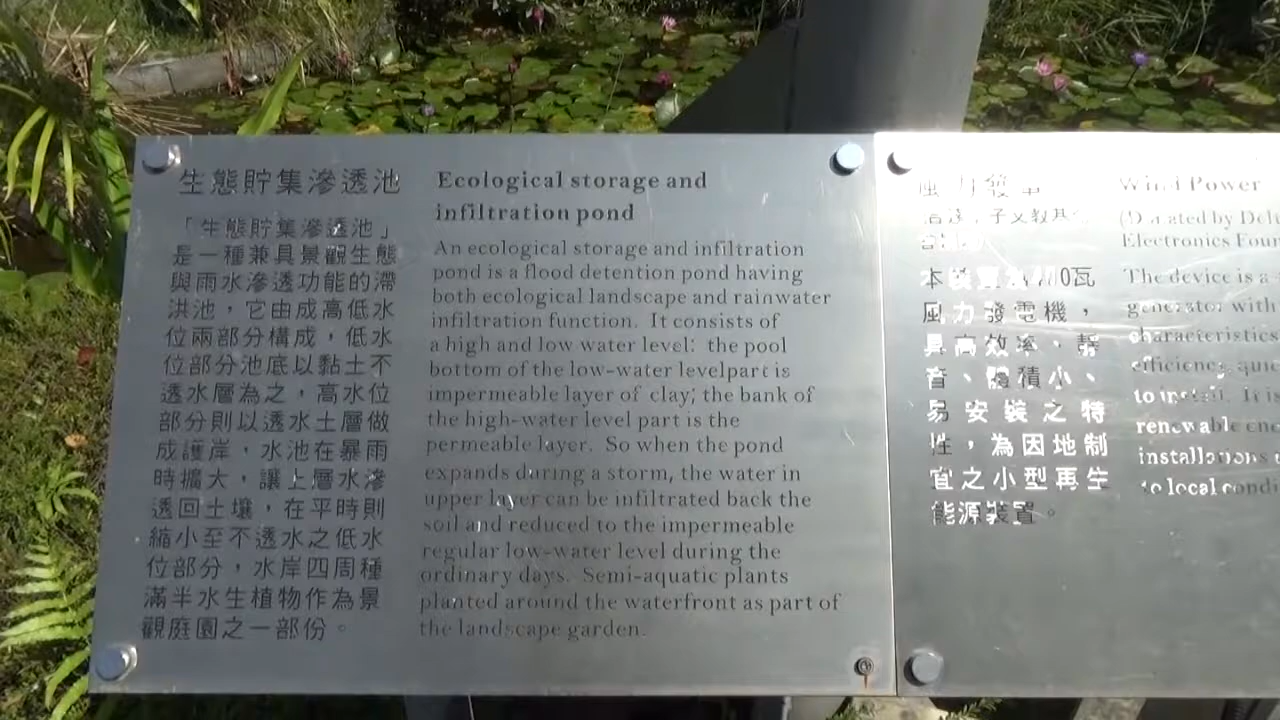 生態貯集滲透池
「生態貯集滲透池」
是一種兼具景觀生態
與雨水滲透功能的滯
洪池，它由成高低水
位兩部分構成，低水
位部分池底以黏土不
透水層為之，高水位
部分則以透水土層做
成護岸，水池在暴雨
時擴大，讓上層水滲
透回土壤，在平時則
縮小至不透水之低水
位部分，水岸四周種
滿半水生植物作為景
觀庭園之一部份。
Ecological storage and
infiltration pond
An ecological storage and infiltration
pond is a flood detention pond having
both ecological landscape and rainwater
infiltration function. It consists of
a high and low water level: the pool
bottom of the low-water levelpart is
impermeable layer of clay; the bank of
the high-water level part is the
permeable layer. So when the pond
expands during a storm, the water in
upper layer can be infiltrated back the
soil and reduced to the impermeable
regular low-water level during the
ordinary days. Semi-aquatic plants
planted around the waterfront as part of
the landscape garden.
風力發電
本裝置為
風力發電機，
具高效率、靜
音、體積小、
易安裝之特
性，為因地制
宜之小型再生
能源裝置。
Wind Power
(Donated by Delt
Electronics Foun
The device is a
generator with
characteristics
efficiency, quie
to install. It is
renewable ene
installations
to local condi